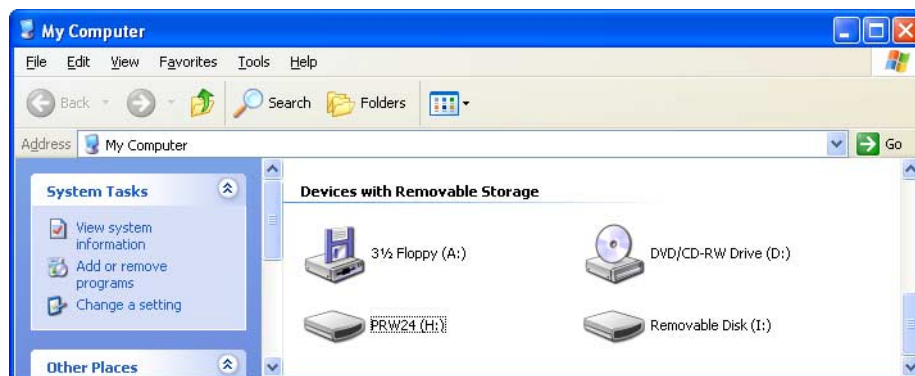 My Computer
File Edit View Favorites Tools Help
Back Search Folders
Address My Computer Go
System Tasks
View system
information
Add or remove
programs
Change a setting
Other Places
Devices with Removable Storage
3½ Floppy (A:)
DVD/CD-RW Drive (D:)
PRW24 (H:)
Removable Disk (I:)